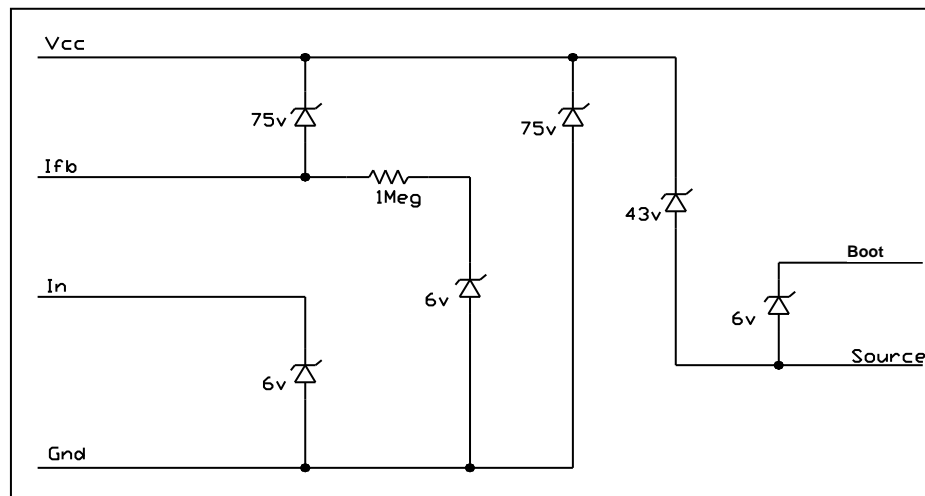 Vcc
75v
75v
Ifb
1Meg
43v
Boot
In
6v
6v
Source
6v
Gnd